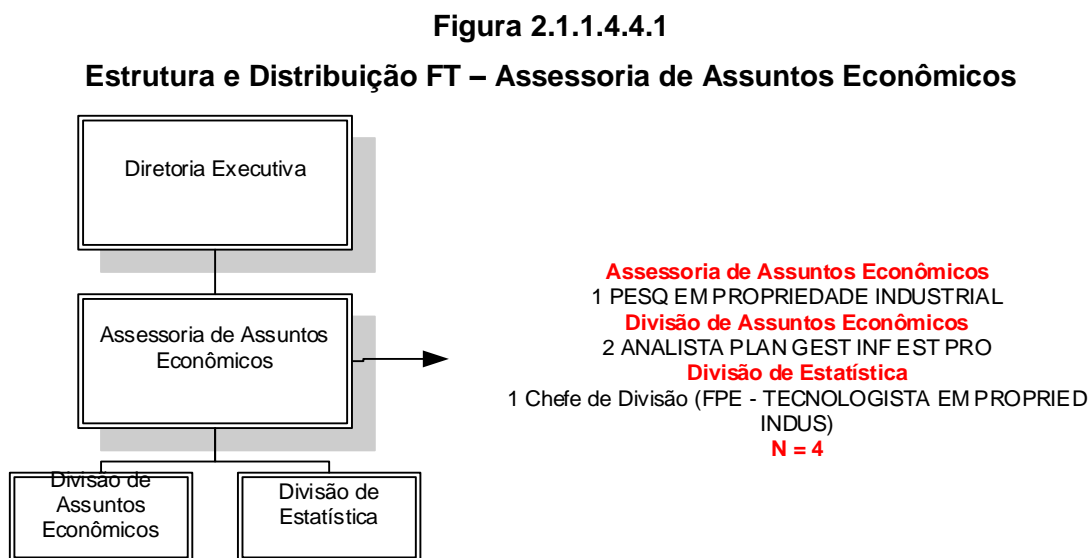 Figura 2.1.1.4.4.1
Estrutura e Distribuição FT – Assessoria de Assuntos Econômicos
Diretoria Executiva
Assessoria de Assuntos
Econômicos
Assessoria de Assuntos Econômicos
1 PESQ EM PROPRIEDADE INDUSTRIAL
Divisão de Assuntos Econômicos
2 ANALISTA PLAN GEST INF EST PRO
Divisão de Estatística
1 Chefe de Divisão (FPE - TECNOLOGISTA EM PROPRIED
INDUS)
N = 4
Divisão de
Assuntos
Econômicos
Divisão de
Estatística